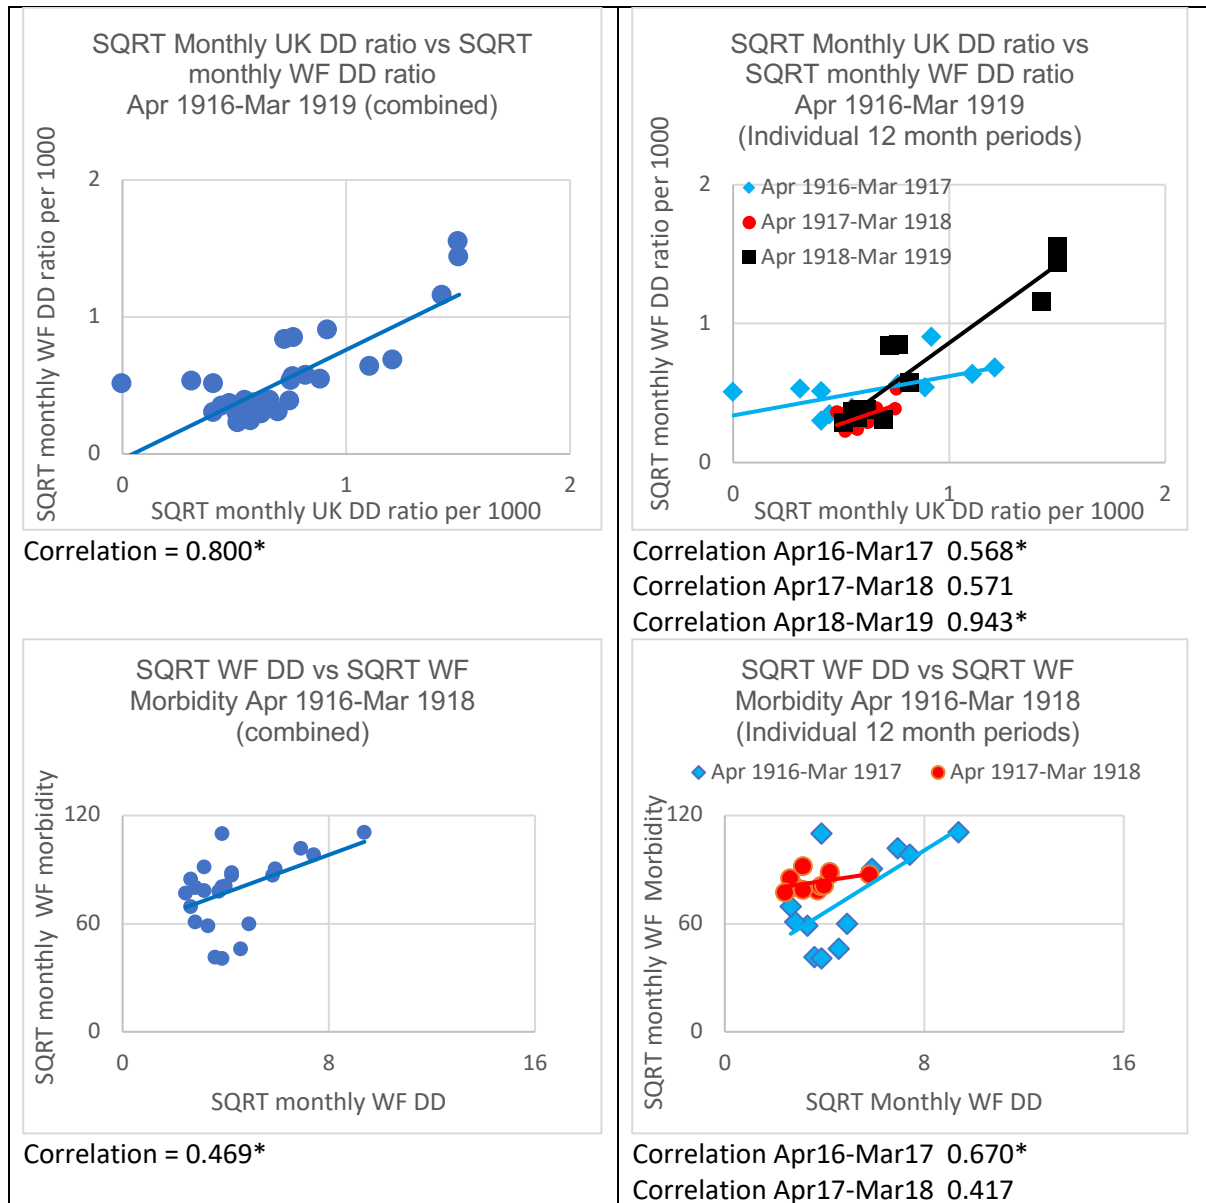 SQRT Monthly UK DD ratio vs SQRT
monthly WF DD ratio
Apr 1916-Mar 1919 (combined)
SQRT monthly WF DD ratio per 1000
2
1
0
0
1
2
SQRT monthly UK DD ratio per 1000
Correlation = 0.800*
SQRT Monthly UK DD ratio vs
SQRT monthly WF DD ratio
Apr 1916-Mar 1919
(Individual 12 month periods)
SQRT monthly WF DD ratio per 1000
2
1
0
Apr 1916-Mar 1917
Apr 1917-Mar 1918
Apr 1918-Mar 1919
0
1
2
SQRT monthly UK DD ratio per 1000
Correlation Apr16-Mar17 0.568*
Correlation Apr17-Mar18 0.571
Correlation Apr18-Mar19 0.943*
SQRT WF DD vs SQRT WF
Morbidity Apr 1916-Mar 1918
(combined)
SQRT monthly WF morbidity
120
60
0
0
8
16
SQRT monthly WF DD
Correlation = 0.469*
SQRT WF DD vs SQRT WF
Morbidity Apr 1916-Mar 1918
(Individual 12 month periods)
Apr 1916-Mar 1917
Apr 1917-Mar 1918
SQRT monthly WF Morbidity
120
60
0
0
8
16
SQRT Monthly WF DD
Correlation Apr16-Mar17 0.670*
Correlation Apr17-Mar18 0.417